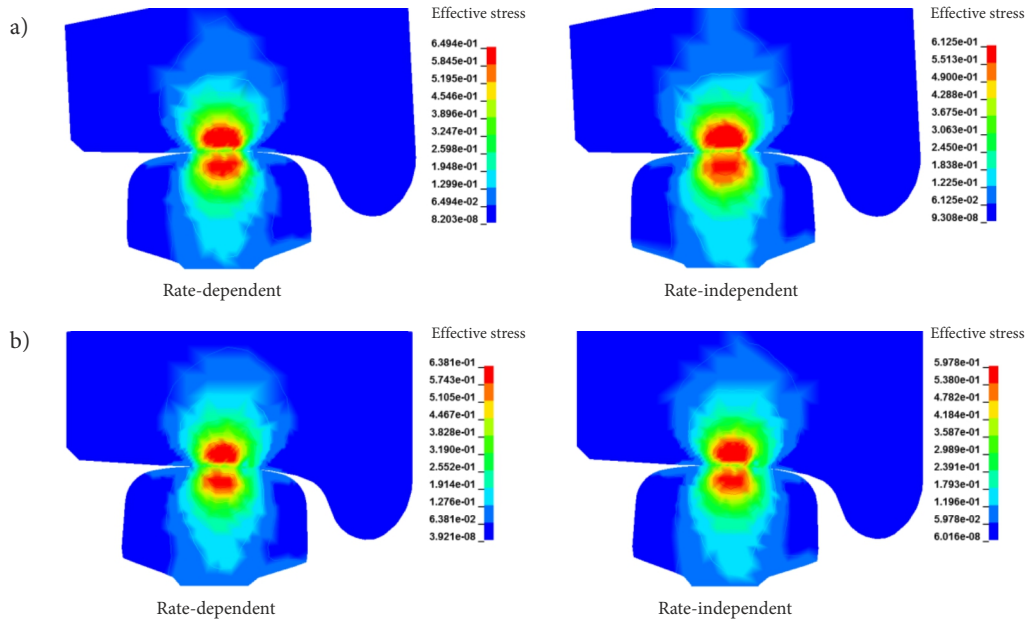 a)
Effective stress
6.494e-01
5.845e-01
5.195e-01
4.546e-01
3.896e-01
3.247e-01
2.598e-01
1.948e-01
1.299e-01
6.494e-02
8.203e-08
Rate-dependent
Effective stress
6.125e-01
5.513e-01
4.900e-01
4.288e-01
3.675e-01
3.063e-01
2.450e-01
1.838e-01
1.225e-01
6.125e-02
9.308e-08
Rate-independent
b)
Effective stress
6.381e-01
5.743e-01
5.105e-01
4.467e-01
3.828e-01
3.190e-01
2.552e-01
1.914e-01
1.276e-01
6.381e-02
3.921e-08
Rate-dependent
Effective stress
5.978e-01
5.380e-01
4.782e-01
4.184e-01
3.587e-01
2.989e-01
2.391e-01
1.793e-01
1.196e-01
5.978e-02
6.016e-08
Rate-independent